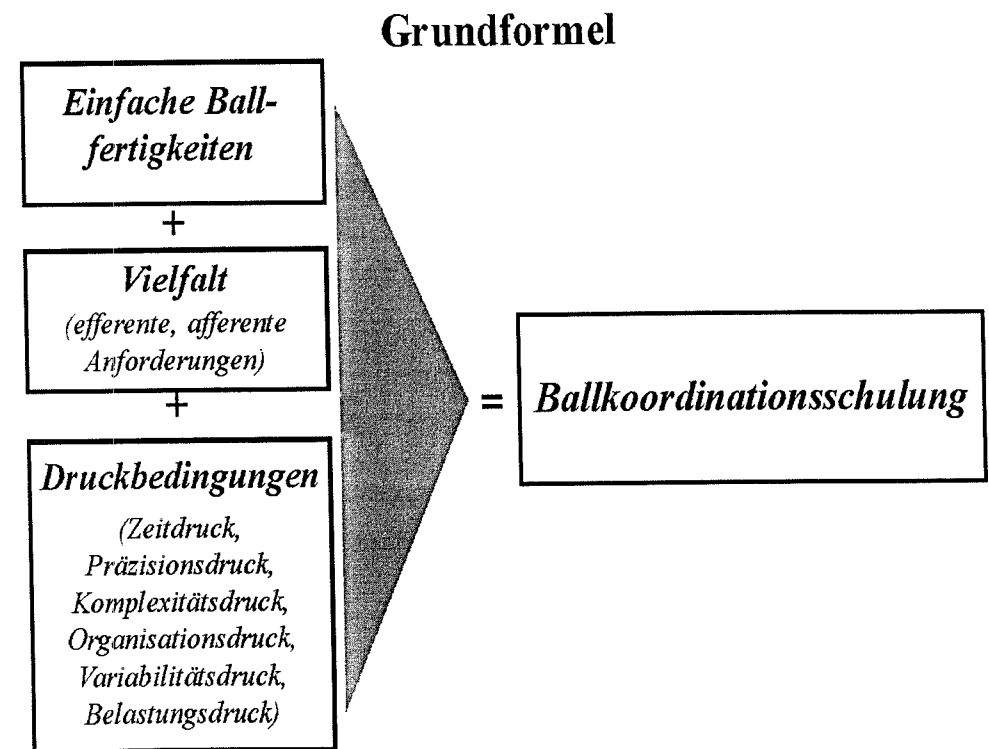 Grundformel
Einfache Ball-
fertigkeiten
+
Vielfalt
(efferente, afferente
Anforderungen)
+
Druckbedingungen
(Zeitdruck,
Präzisionsdruck,
Komplexitätsdruck,
Organisationsdruck,
Variabilitätsdruck,
Belastungsdruck)
= Ballkoordinationsschulung